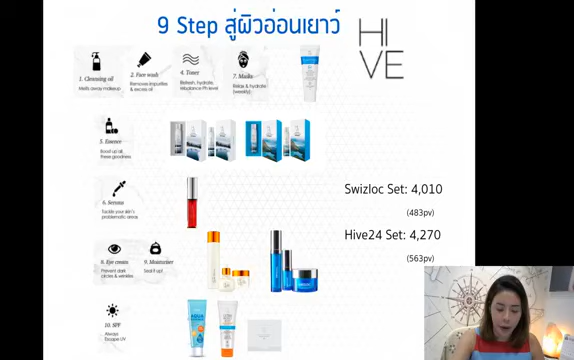 9 Step สู่ผิวอ่อนเยาว์
HI
VE
1. Cleansing oil
Melts away makeup
2. Face wash
Removes impurities
& excess oil
4. Toner
Refresh, hydrate,
rebalance Ph level
7. Masks
Relax & hydrate
(weekly)
5. Essence
Boost up all
these goodness
6. Serums
Tackle your skin's
problematic areas
Swizloc Set: 4,010
(483pv)
Hive24 Set: 4,270
(563pv)
8. Eye cream
Prevent dark
circles & wrinkles
9. Moisturiser
Seal it up!
10. SPF
Always
Escape UV
AQUA